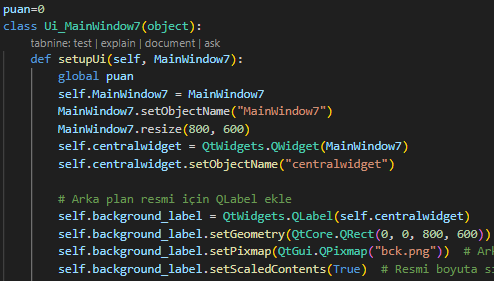 puan=0
class Ui_MainWindow7(object):
tabnine: test | explain | document | ask
def setupUi(self, MainWindow7):
global puan
self.MainWindow7 = MainWindow7
MainWindow7.setObjectName("MainWindow7")
MainWindow7.resize(800, 600)
self.centralwidget = QtWidgets.QWidget(MainWindow7)
self.centralwidget.setObjectName("centralwidget")
# Arka plan resmi için QLabel ekle
self.background_label = QtWidgets.QLabel(self.centralwidget)
self.background_label.setGeometry(QtCore.QRect(0, 0, 800, 600))
self.background_label.setPixmap(QtGui.QPixmap("bck.png"))  # Ar
self.background_label.setScaledContents(True)  # Resmi boyuta s